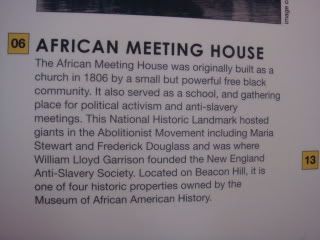 06 AFRICAN MEETING HOUSE
The African Meeting House was originally built as a
church in 1806 by a small but powerful free black
community. It also served as a school, and gathering
place for political activism and anti-slavery
meetings. This National Historic Landmark hosted
giants in the Abolitionist Movement including Maria
Stewart and Frederick Douglass and was where
William Lloyd Garrison founded the New England
Anti-Slavery Society. Located on Beacon Hill, it is
one of four historic properties owned by the
Museum of African American History.
13
image c